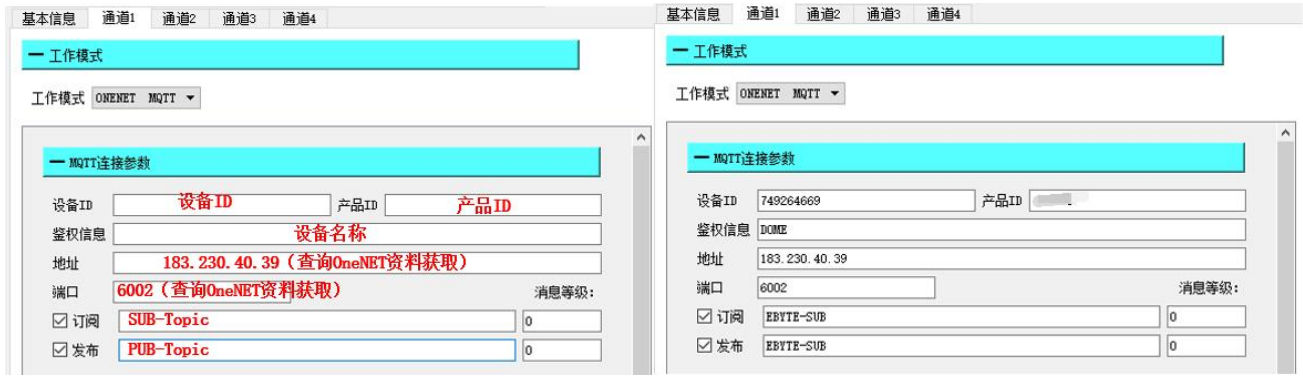 基本信息 通道1 通道2 通道3 通道4
一 工作模式
工作模式 ONENET MQTT
一 MQTT连接参数
设备ID 设备ID 产品ID 产品ID
鉴权信息 设备名称
地址 183.230.40.39（查询OneNET资料获取）
端口 6002（查询OneNET资料获取） 消息等级:
订阅 SUB-Topic 0
发布 PUB-Topic 0
基本信息 通道1 通道2 通道3 通道4
一 工作模式
工作模式 ONENET MQTT
一 MQTT连接参数
设备ID 749264669 产品ID
鉴权信息 DOME
地址 183.230.40.39
端口 6002 消息等级:
订阅 EBYTE-SUB 0
发布 EBYTE-SUB 0